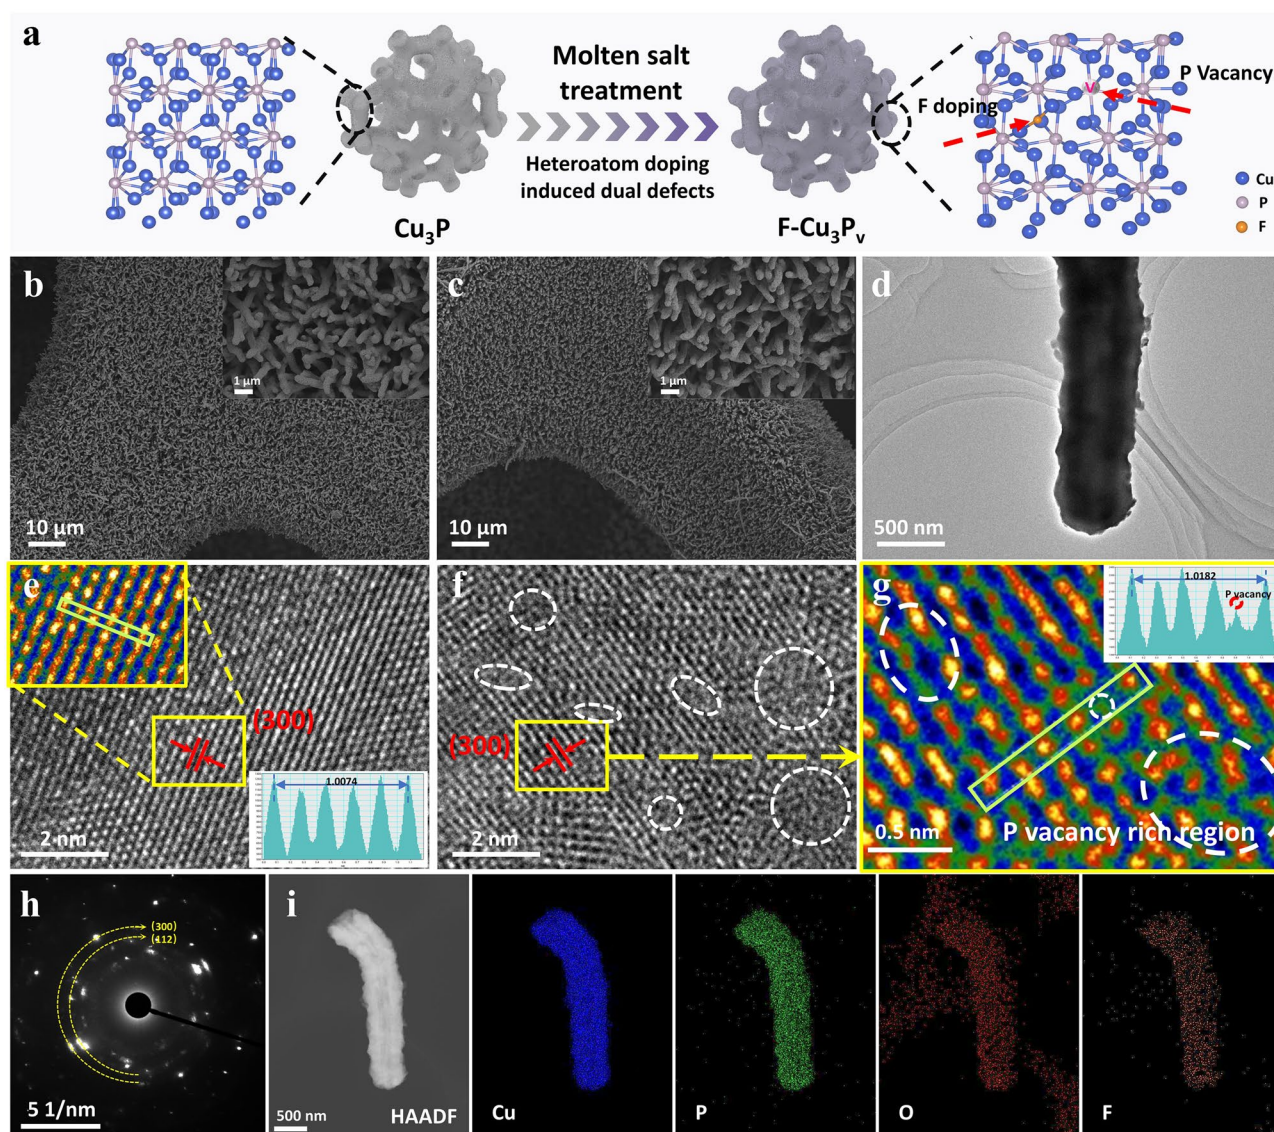 a
Molten salt
treatment
Heteroatom doping
induced dual defects
Cu₃P
F-Cu₃Pᵥ
F doping
V
P Vacancy
Cu
P
F
b
1 μm
10 μm
c
1 μm
10 μm
d
500 nm
e
(300)
1.0074
2 nm
f
(300)
2 nm
g
1.0182
P vacancy
0.5 nm
P vacancy rich region
h
(300)
(112)
5 1/nm
i
500 nm
HAADF
Cu
P
O
F